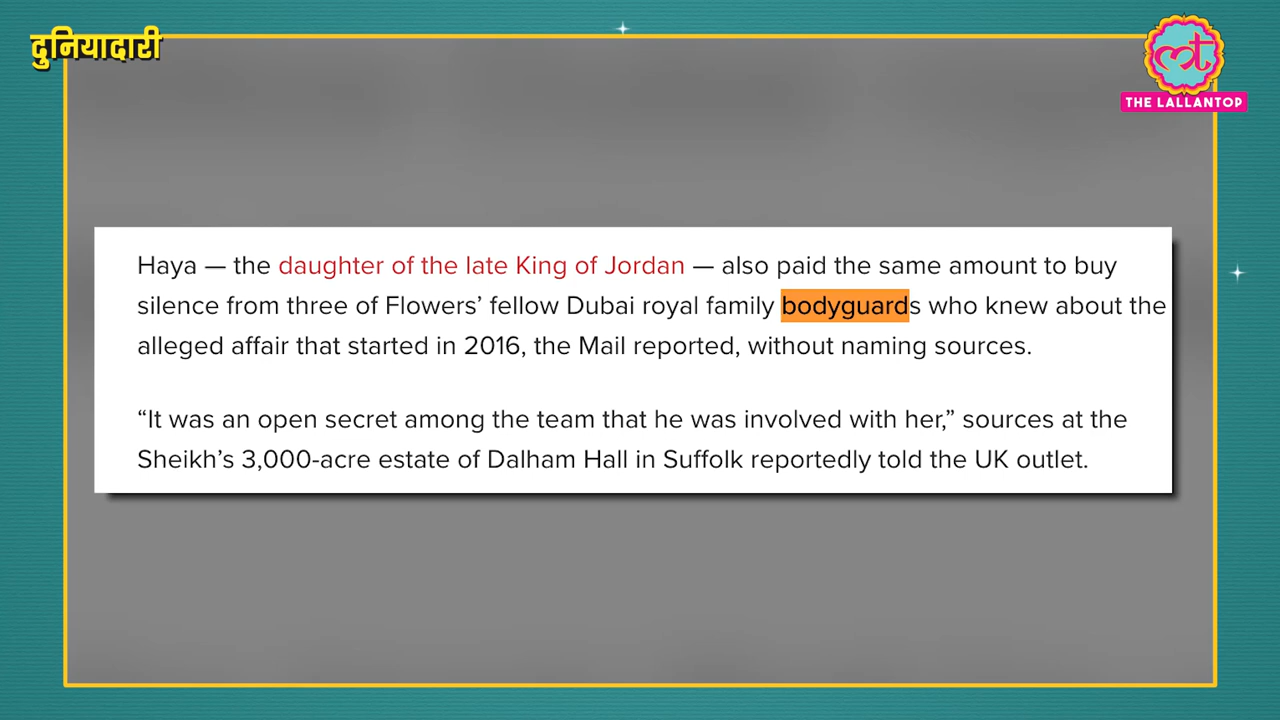 दुनियादारी
lt
THE LALLANTOP
Haya — the daughter of the late King of Jordan — also paid the same amount to buy
silence from three of Flowers’ fellow Dubai royal family bodyguards who knew about the
alleged affair that started in 2016, the Mail reported, without naming sources.
“It was an open secret among the team that he was involved with her,” sources at the
Sheikh’s 3,000-acre estate of Dalham Hall in Suffolk reportedly told the UK outlet.